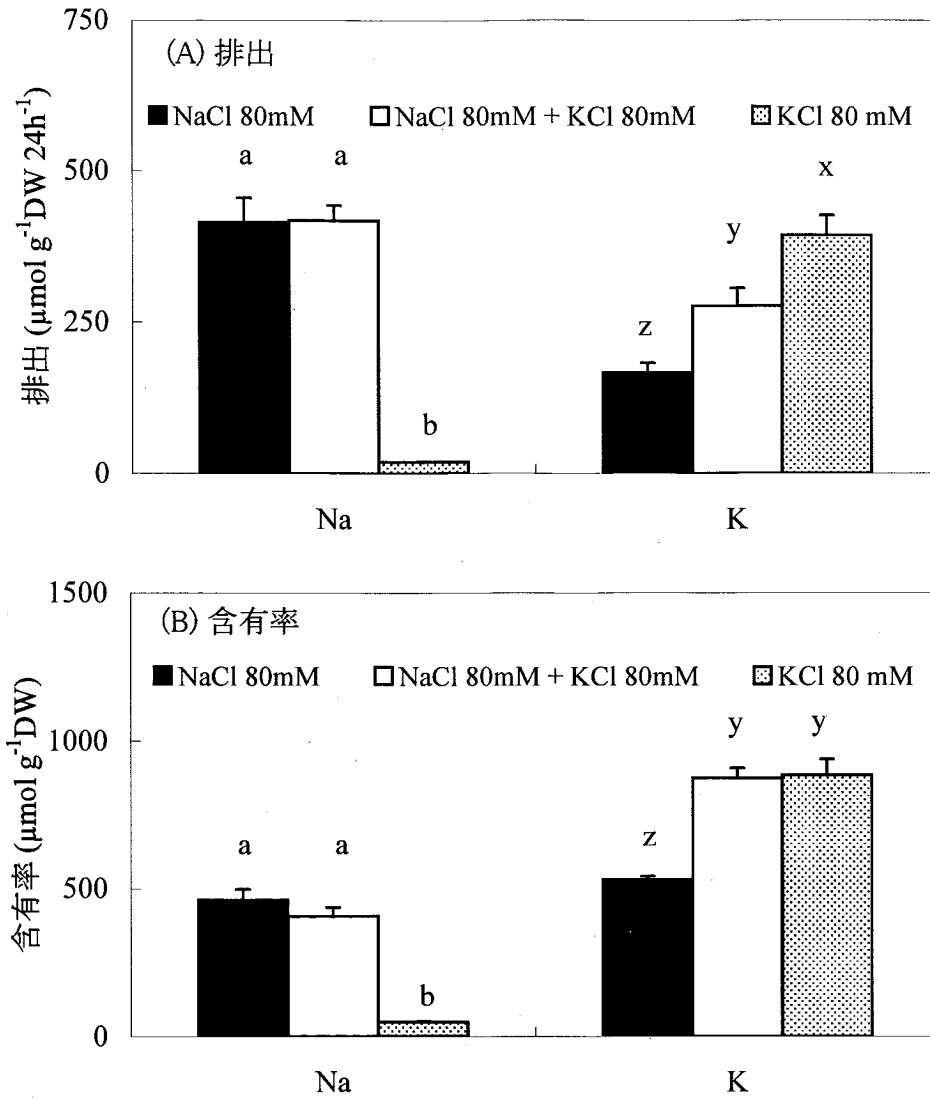 750
(A) 排出
NaCl 80mM NaCl 80mM + KCl 80mM KCl 80 mM
a a x
500
y
排出 (μmol g⁻¹DW 24h⁻¹)
250
z
b
0
Na K
1500
(B) 含有率
NaCl 80mM NaCl 80mM + KCl 80mM KCl 80 mM
1000
y y
含有率 (μmol g⁻¹DW)
a a z
500
b
0
Na K